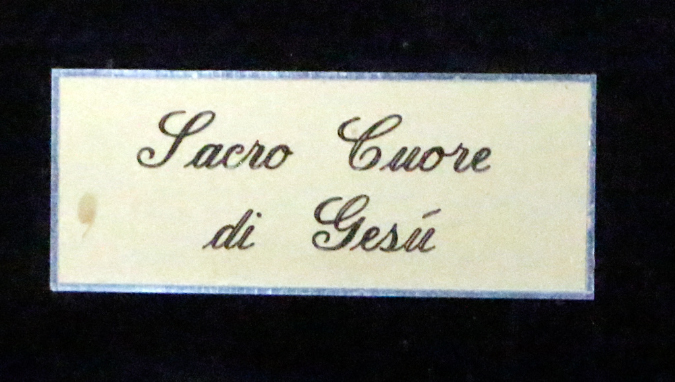 Sacro Cuore
di Gesú